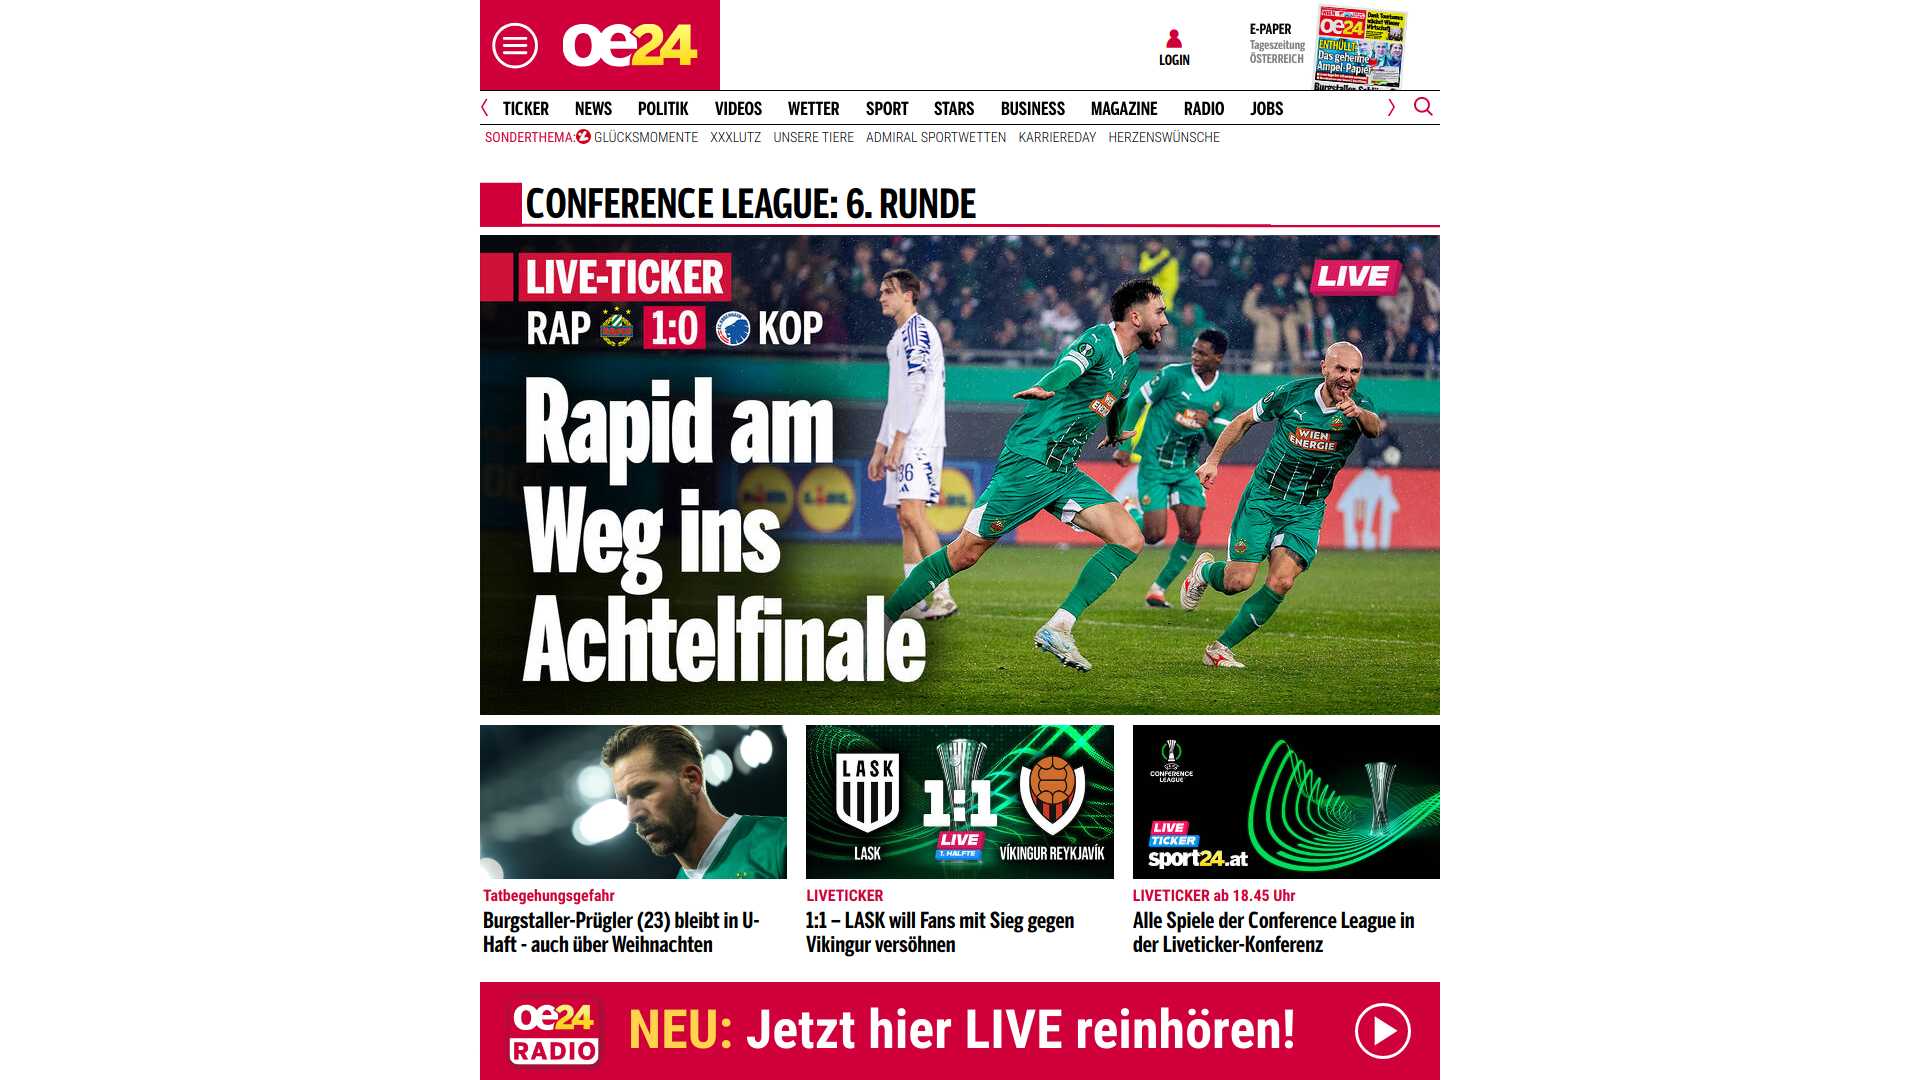 oe24
LOGIN
E-PAPER
Tageszeitung
ÖSTERREICH
oe24
ENTHÜLLT
Das geheime
Ampel-Papier
TICKER NEWS POLITIK VIDEOS WETTER SPORT STARS BUSINESS MAGAZINE RADIO JOBS
SONDERTHEMA: GLÜCKSMOMENTE XXXLUTZ UNSERE TIERE ADMIRAL SPORTWETTEN KARRIEREDAY HERZENSWÜNSCHE
CONFERENCE LEAGUE: 6. RUNDE
LIVE-TICKER
LIVE
RAP 1:0 KOP
Rapid am
Weg ins
Achtelfinale
WIEN
ENERGIE
36
LIDL
LASK
1:1
LIVE
1. HÄLFTE
LASK
VÍKINGUR REYKJAVÍK
CONFERENCE
LEAGUE
LIVE
TICKER
sport24.at
Tatbegehungsgefahr
Burgstaller-Prügler (23) bleibt in U-
Haft - auch über Weihnachten
LIVETICKER
1:1 – LASK will Fans mit Sieg gegen
Vikingur versöhnen
LIVETICKER ab 18.45 Uhr
Alle Spiele der Conference League in
der Liveticker-Konferenz
oe24
RADIO
NEU: Jetzt hier LIVE reinhören!